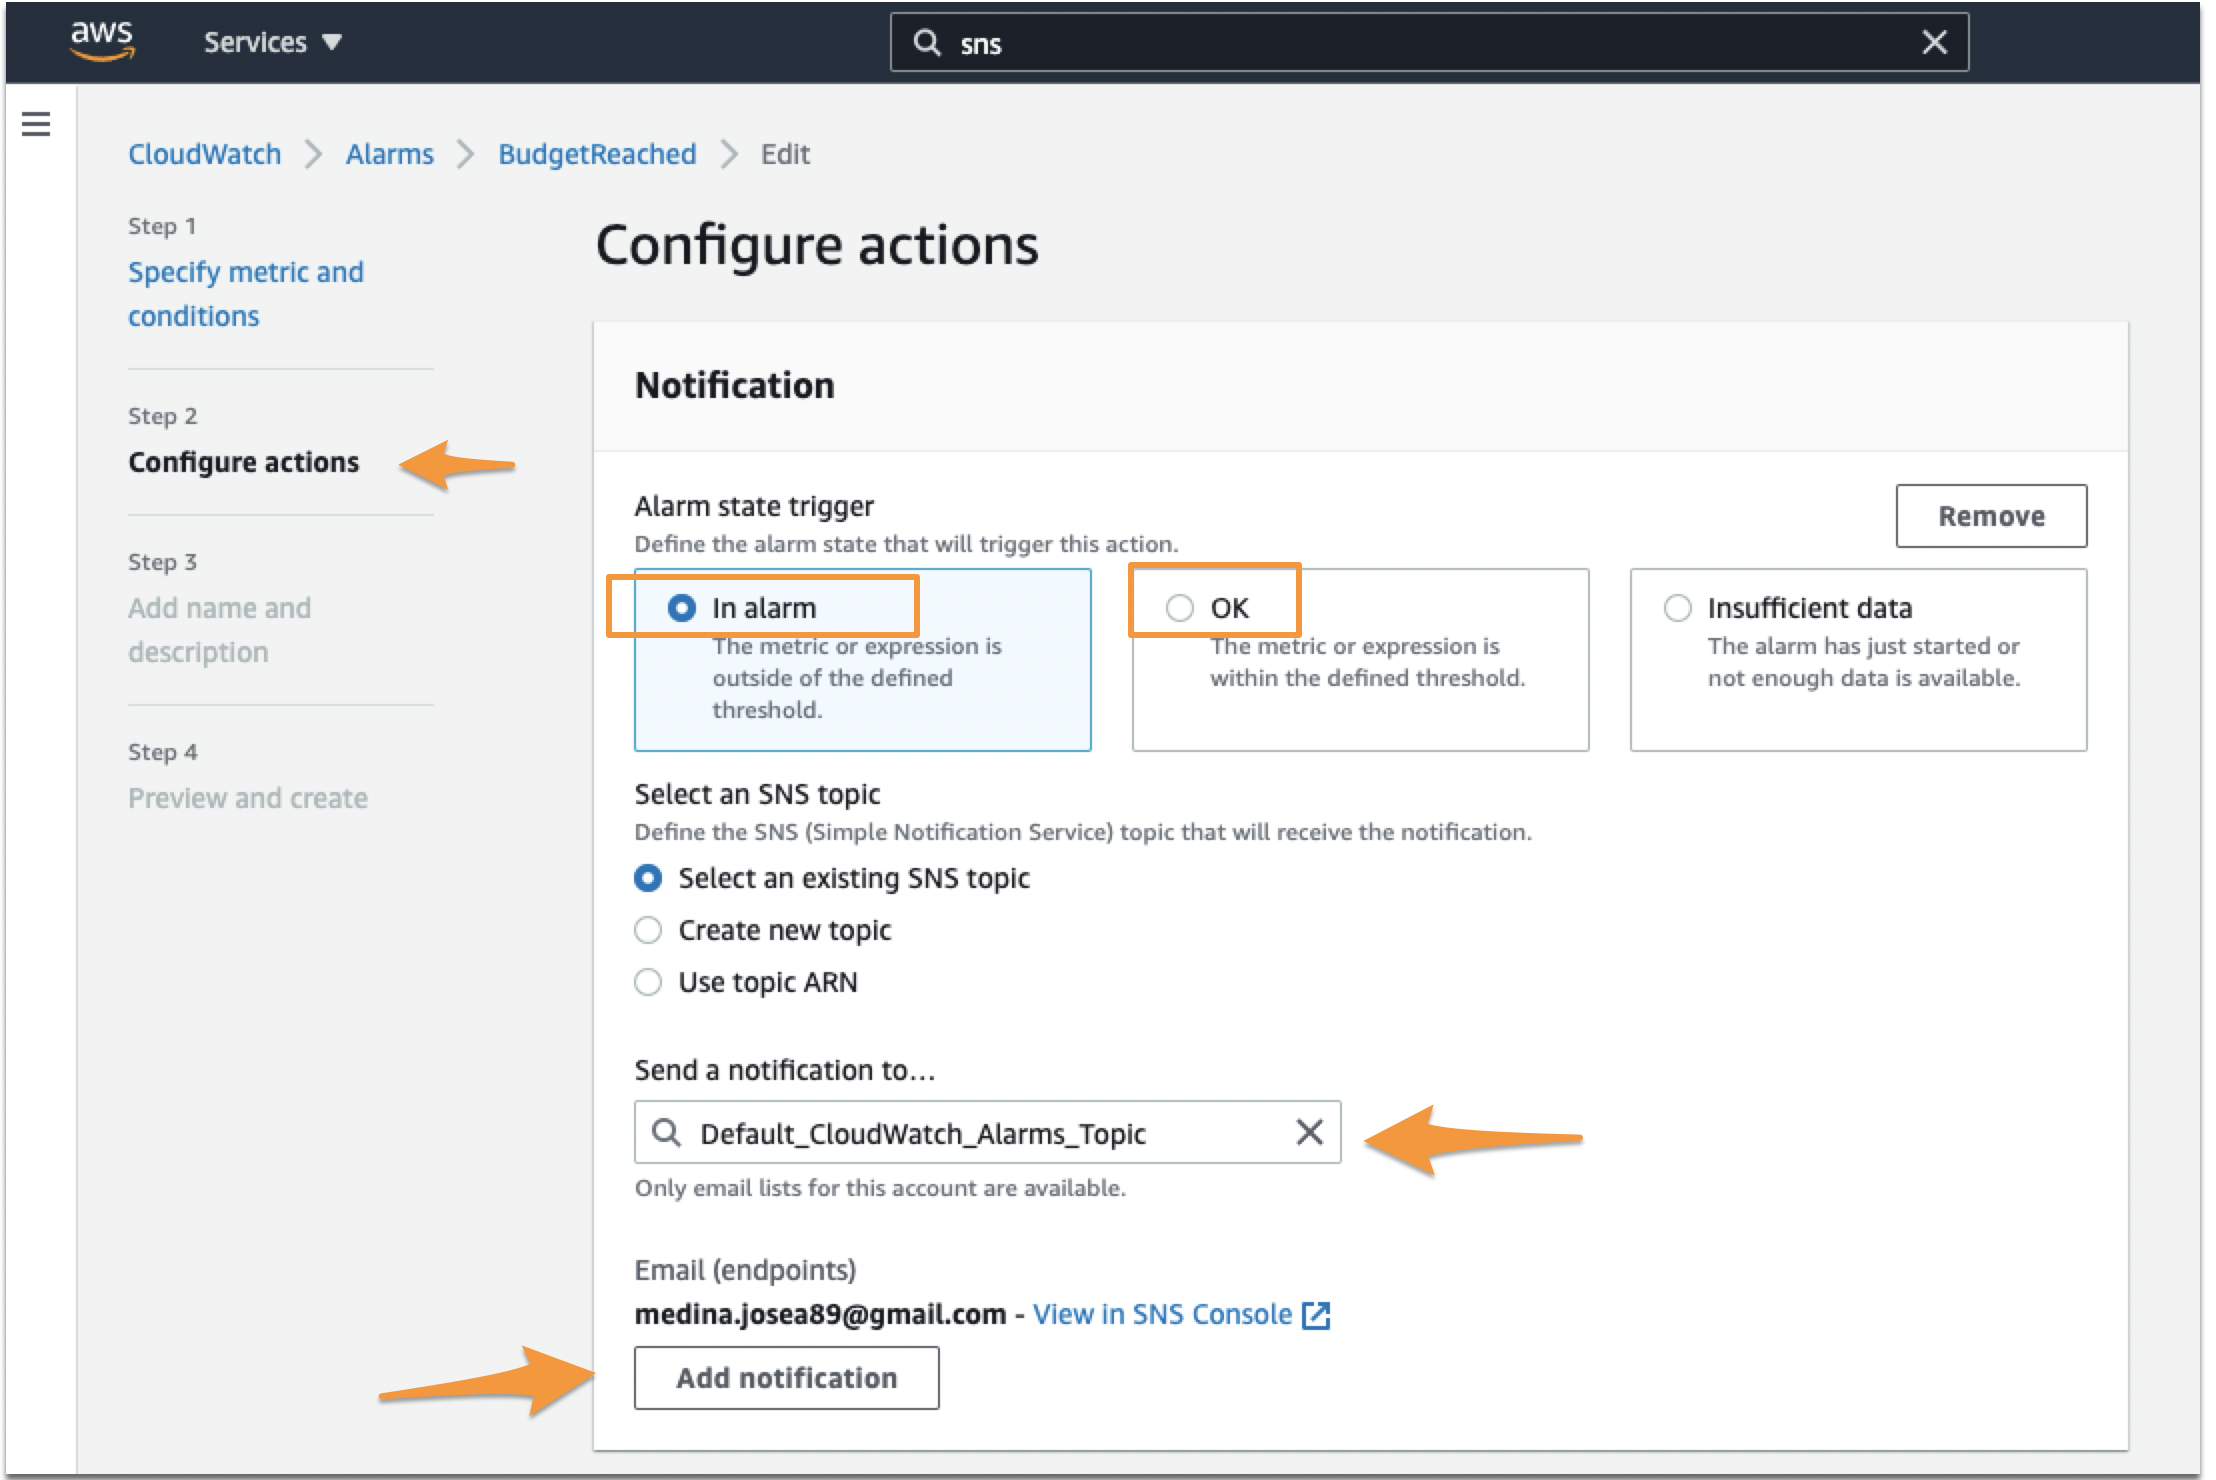 aws Services sns
CloudWatch Alarms BudgetReached Edit
Step 1
Specify metric and
conditions
Step 2
Configure actions
Step 3
Add name and
description
Step 4
Preview and create
Configure actions
Notification
Alarm state trigger
Define the alarm state that will trigger this action.
Remove
In alarm
The metric or expression is
outside of the defined
threshold.
OK
The metric or expression is
within the defined threshold.
Insufficient data
The alarm has just started or
not enough data is available.
Select an SNS topic
Define the SNS (Simple Notification Service) topic that will receive the notification.
Select an existing SNS topic
Create new topic
Use topic ARN
Send a notification to…
Default_CloudWatch_Alarms_Topic
Only email lists for this account are available.
Email (endpoints)
medina.josea89@gmail.com - View in SNS Console
Add notification